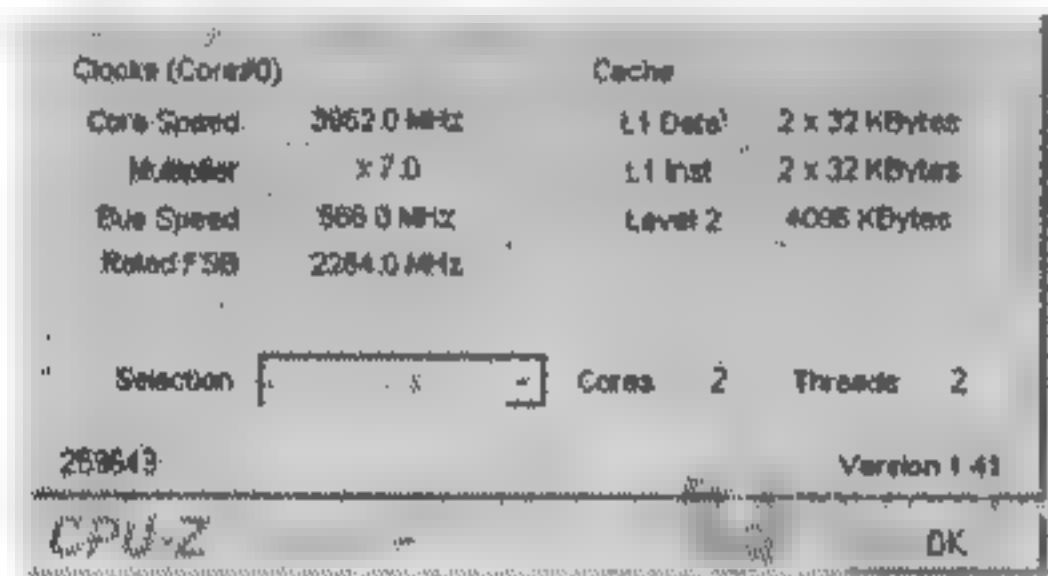 Clocks (Core#0) Cache
Core Speed 3962.0 MHz L1 Data 2 x 32 KBytes
Multiplier x 7.0 L1 Inst 2 x 32 KBytes
Bus Speed 566.0 MHz Level 2 4096 KBytes
Rated FSB 2264.0 MHz
Selection Cores 2 Threads 2
Version 1.41
CPU-Z OK